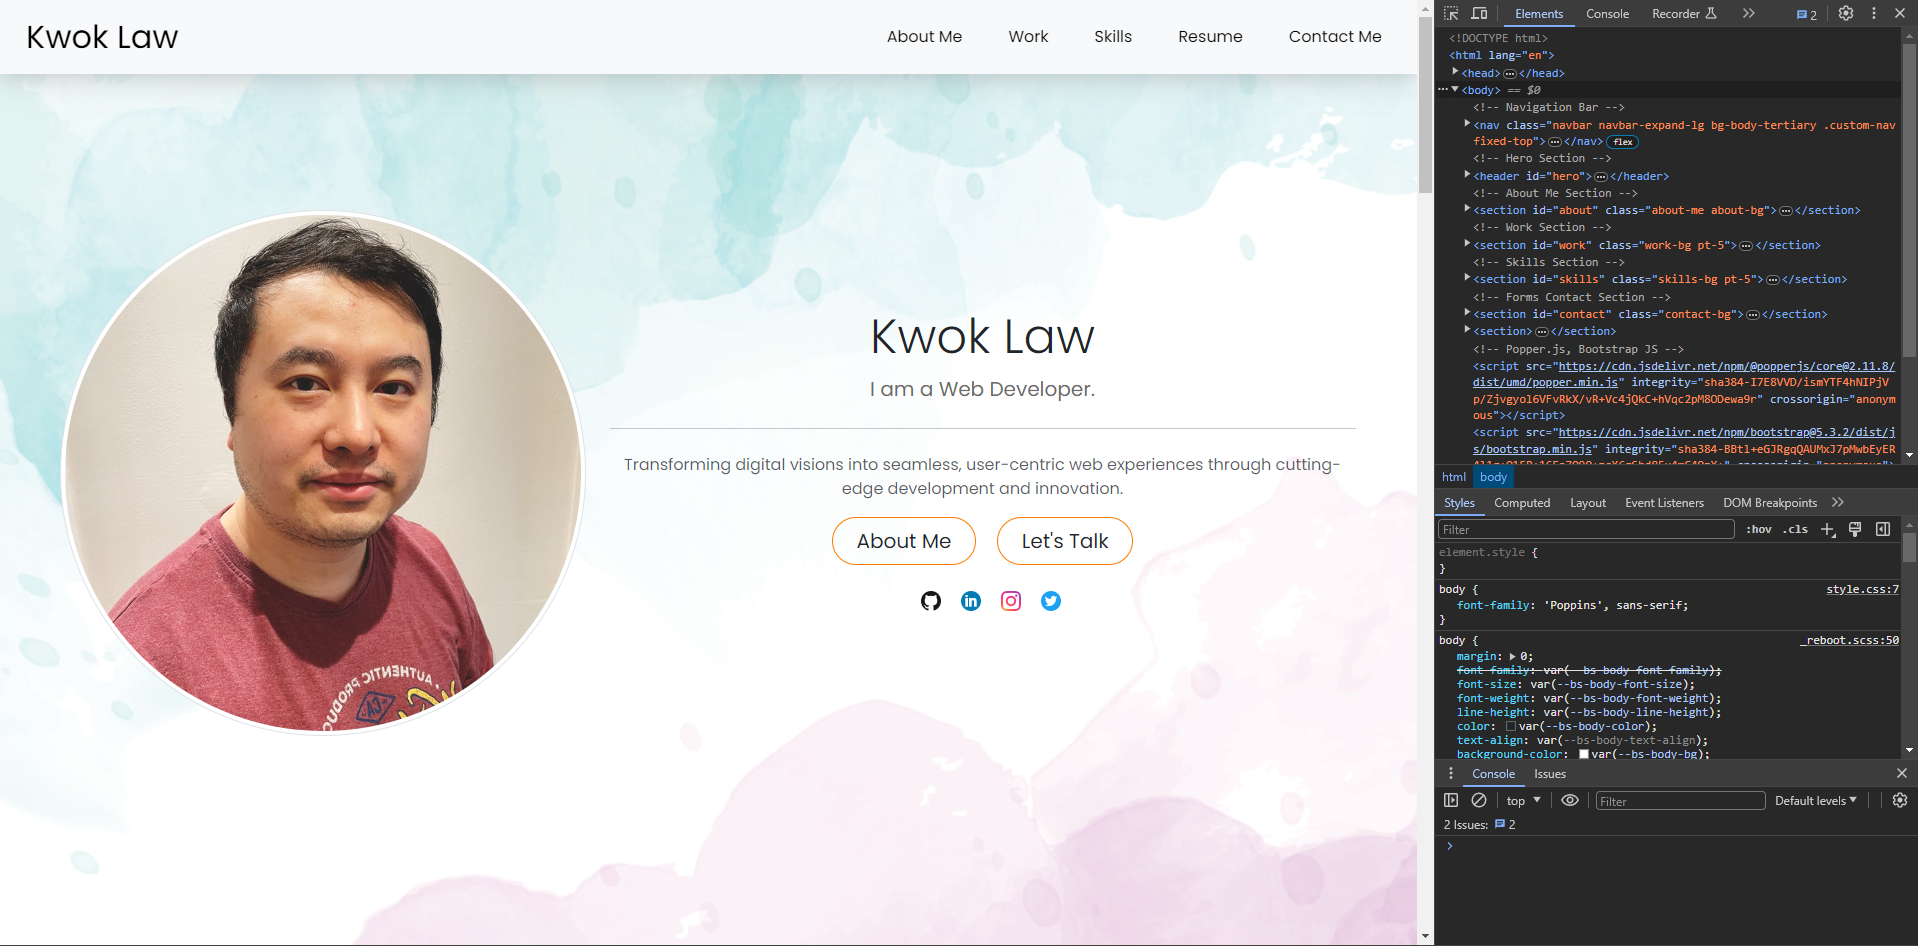 Kwok Law
About Me Work Skills Resume Contact Me
Kwok Law
I am a Web Developer.
Transforming digital visions into seamless, user-centric web experiences through cutting-
edge development and innovation.
About Me Let's Talk
Elements Console Recorder 2
<!DOCTYPE html>
<html lang="en">
<head> ⋯ </head>
<body> == $0
<!-- Navigation Bar -->
<nav class="navbar navbar-expand-lg bg-body-tertiary .custom-nav
fixed-top"> ⋯ </nav> flex
<!-- Hero Section -->
<header id="hero"> ⋯ </header>
<!-- About Me Section -->
<section id="about" class="about-me about-bg"> ⋯ </section>
<!-- Work Section -->
<section id="work" class="work-bg pt-5"> ⋯ </section>
<!-- Skills Section -->
<section id="skills" class="skills-bg pt-5"> ⋯ </section>
<!-- Forms Contact Section -->
<section id="contact" class="contact-bg"> ⋯ </section>
<section> ⋯ </section>
<!-- Popper.js, Bootstrap JS -->
<script src="https://cdn.jsdelivr.net/npm/@popperjs/core@2.11.8/
dist/umd/popper.min.js" integrity="sha384-I7E8VVD/ismYTF4hNIPjV
p/Zjvgyol6VFvRkX/vR+Vc4jQkC+hVqc2pM8ODewa9r" crossorigin="anonym
ous"></script>
<script src="https://cdn.jsdelivr.net/npm/bootstrap@5.3.2/dist/j
s/bootstrap.min.js" integrity="sha384-BBtl+eGJRgqQAUMxJ7pMwbEyER
html body
Styles Computed Layout Event Listeners DOM Breakpoints
Filter :hov .cls
element.style {
}
body { style.css:7
font-family: 'Poppins', sans-serif;
}
body { _reboot.scss:50
margin: 0;
font-family: var(--bs-body-font-family);
font-size: var(--bs-body-font-size);
font-weight: var(--bs-body-font-weight);
line-height: var(--bs-body-line-height);
color: var(--bs-body-color);
text-align: var(--bs-body-text-align);
background-color: var(--bs-body-bg);
Console Issues
top Filter Default levels
2 Issues: 2